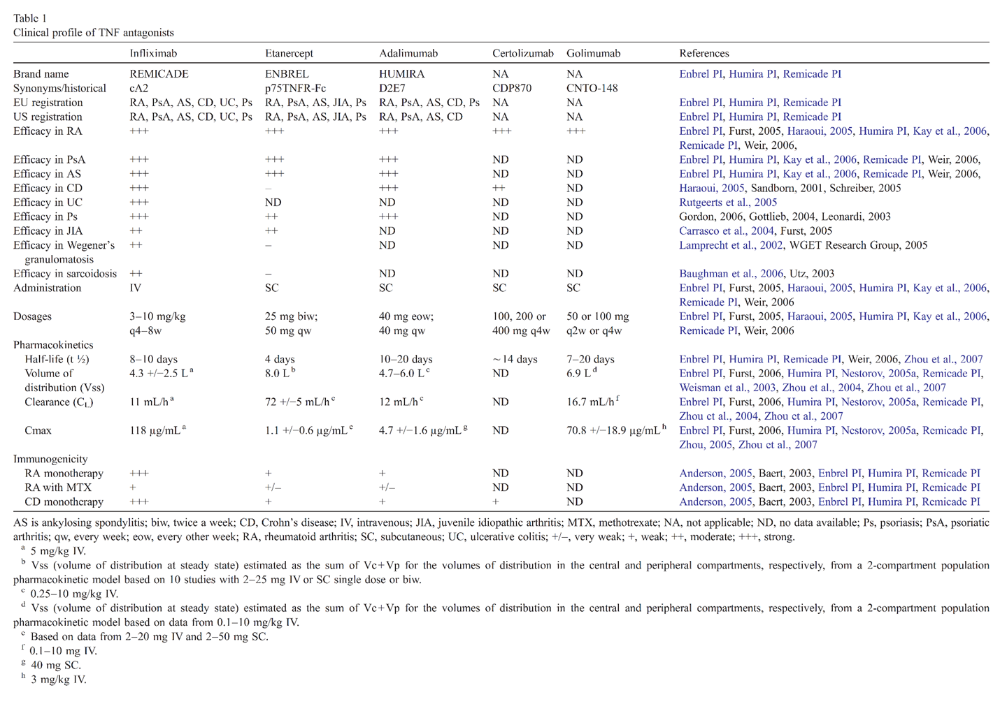 Table 1
Clinical profile of TNF antagonists
Infliximab Etanercept Adalimumab Certolizumab Golimumab References
Brand name REMICADE ENBREL HUMIRA NA NA Enbrel PI, Humira PI, Remicade PI
Synonyms/historical cA2 p75TNFR-Fc D2E7 CDP870 CNTO-148
EU registration RA, PsA, AS, CD, UC, Ps RA, PsA, AS, JIA, Ps RA, PsA, AS, CD, Ps NA NA Enbrel PI, Humira PI, Remicade PI
US registration RA, PsA, AS, CD, UC, Ps RA, PsA, AS, JIA, Ps RA, PsA, AS, CD NA NA Enbrel PI, Humira PI, Remicade PI
Efficacy in RA +++ +++ +++ +++ +++ Enbrel PI, Furst, 2005, Haraoui, 2005, Humira PI, Kay et al., 2006,
Remicade PI, Weir, 2006,
Efficacy in PsA +++ +++ +++ ND ND Enbrel PI, Humira PI, Kay et al., 2006, Remicade PI, Weir, 2006,
Efficacy in AS +++ +++ +++ ND ND Enbrel PI, Humira PI, Kay et al., 2006, Remicade PI, Weir, 2006,
Efficacy in CD +++ – +++ ++ ND Haraoui, 2005, Sandborn, 2001, Schreiber, 2005
Efficacy in UC +++ ND ND ND ND Rutgeerts et al., 2005
Efficacy in Ps +++ ++ +++ ND ND Gordon, 2006, Gottlieb, 2004, Leonardi, 2003
Efficacy in JIA ++ ++ ND ND ND Carrasco et al., 2004, Furst, 2005
Efficacy in Wegener's ++ – ND ND ND Lamprecht et al., 2002, WGET Research Group, 2005
granulomatosis
Efficacy in sarcoidosis ++ – ND ND ND Baughman et al., 2006, Utz, 2003
Administration IV SC SC SC SC Enbrel PI, Furst, 2005, Haraoui, 2005, Humira PI, Kay et al., 2006,
Remicade PI, Weir, 2006
Dosages 3–10 mg/kg 25 mg biw; 40 mg eow; 100, 200 or 50 or 100 mg Enbrel PI, Furst, 2005, Haraoui, 2005, Humira PI, Kay et al., 2006,
q4–8w 50 mg qw 40 mg qw 400 mg q4w q2w or q4w Remicade PI, Weir, 2006
Pharmacokinetics
Half-life (t ½) 8–10 days 4 days 10–20 days ~14 days 7–20 days Enbrel PI, Humira PI, Remicade PI, Weir, 2006, Zhou et al., 2007
Volume of 4.3 +/−2.5 L a 8.0 L b 4.7–6.0 L c ND 6.9 L d Enbrel PI, Furst, 2006, Humira PI, Nestorov, 2005a, Remicade PI,
distribution (Vss) Weisman et al., 2003, Zhou et al., 2004, Zhou et al., 2007
Clearance (CL) 11 mL/h a 72 +/−5 mL/h e 12 mL/h c ND 16.7 mL/h f Enbrel PI, Furst, 2006, Humira PI, Nestorov, 2005a, Remicade PI,
Zhou et al., 2004, Zhou et al., 2007
Cmax 118 μg/mL a 1.1 +/−0.6 μg/mL e 4.7 +/−1.6 μg/mL g ND 70.8 +/−18.9 μg/mL h Enbrel PI, Furst, 2006, Humira PI, Nestorov, 2005a, Remicade PI,
Zhou, 2005, Zhou et al., 2007
Immunogenicity
RA monotherapy +++ + + ND ND Anderson, 2005, Baert, 2003, Enbrel PI, Humira PI, Remicade PI
RA with MTX + +/– +/– ND ND Anderson, 2005, Baert, 2003, Enbrel PI, Humira PI, Remicade PI
CD monotherapy +++ + + + ND Anderson, 2005, Baert, 2003, Enbrel PI, Humira PI, Remicade PI
AS is ankylosing spondylitis; biw, twice a week; CD, Crohn's disease; IV, intravenous; JIA, juvenile idiopathic arthritis; MTX, methotrexate; NA, not applicable; ND, no data available; Ps, psoriasis; PsA, psoriatic
arthritis; qw, every week; eow, every other week; RA, rheumatoid arthritis; SC, subcutaneous; UC, ulcerative colitis; +/–, very weak; +, weak; ++, moderate; +++, strong.
a 5 mg/kg IV.
b Vss (volume of distribution at steady state) estimated as the sum of Vc+Vp for the volumes of distribution in the central and peripheral compartments, respectively, from a 2-compartment population
pharmacokinetic model based on 10 studies with 2–25 mg IV or SC single dose or biw.
c 0.25–10 mg/kg IV.
d Vss (volume of distribution at steady state) estimated as the sum of Vc+Vp for the volumes of distribution in the central and peripheral compartments, respectively, from a 2-compartment population
pharmacokinetic model based on data from 0.1–10 mg/kg IV.
e Based on data from 2–20 mg IV and 2–50 mg SC.
f 0.1–10 mg IV.
g 40 mg SC.
h 3 mg/kg IV.